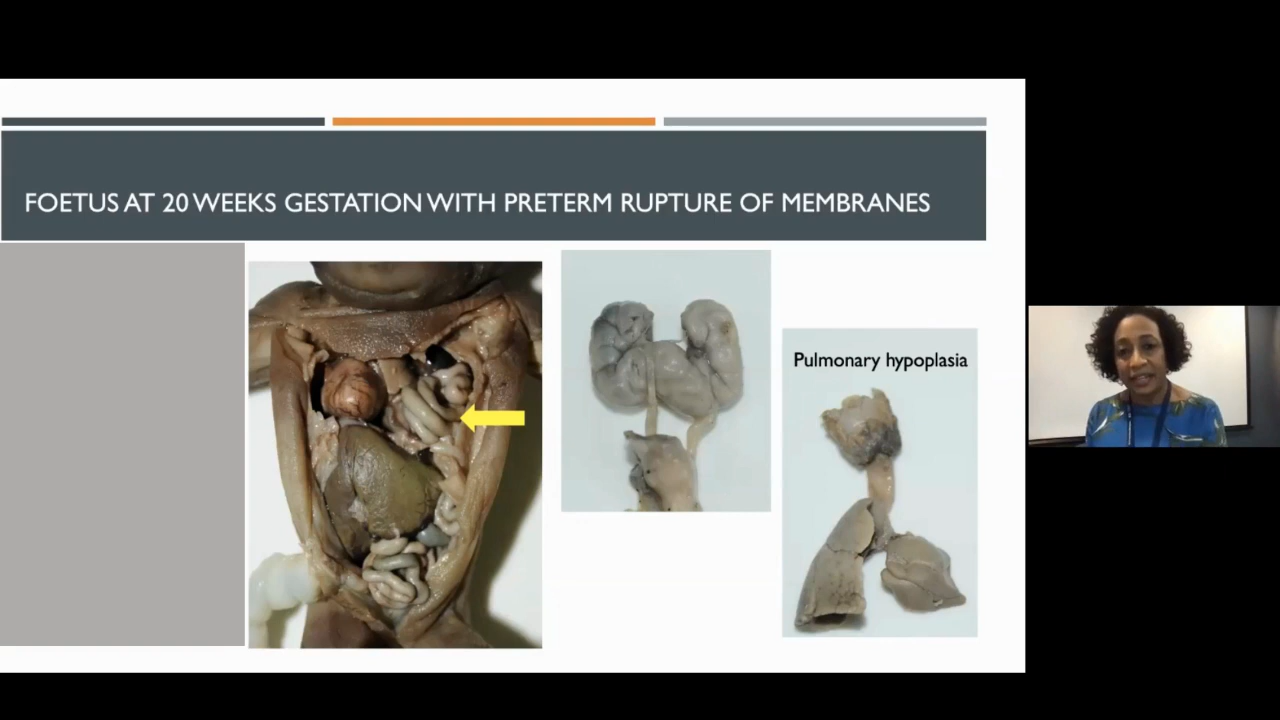 FOETUS AT 20 WEEKS GESTATION WITH PRETERM RUPTURE OF MEMBRANES
Pulmonary hypoplasia